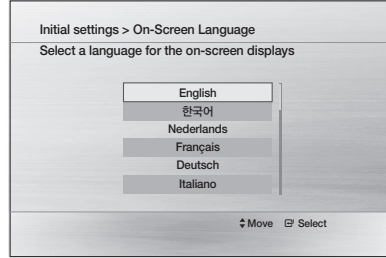 Initial settings > On-Screen Language
Select a language for the on-screen displays
English
한국어
Nederlands
Français
Deutsch
Italiano
Move Select